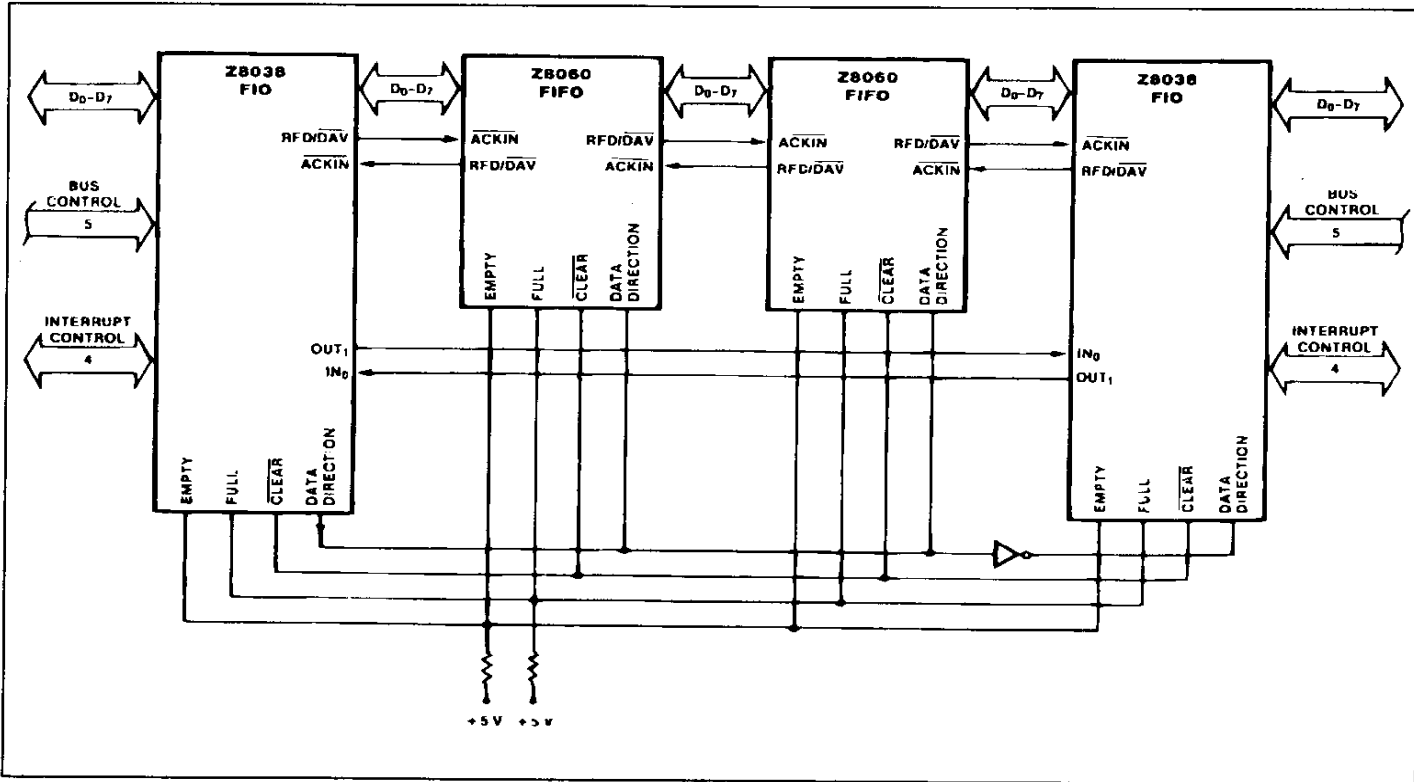 Z8038
FIO
Z8060
FIFO
Z8060
FIFO
Z8038
FIO
D0-D7
D0-D7
D0-D7
D0-D7
D0-D7
RFD/DAV
ACKIN
ACKIN
RFD/DAV
RFD/DAV
ACKIN
ACKIN
RFD/DAV
RFD/DAV
ACKIN
ACKIN
RFD/DAV
BUS
CONTROL
5
BUS
CONTROL
5
EMPTY
FULL
CLEAR
DATA
DIRECTION
EMPTY
FULL
CLEAR
DATA
DIRECTION
INTERRUPT
CONTROL
4
OUT1
IN0
IN0
OUT1
INTERRUPT
CONTROL
4
EMPTY
FULL
CLEAR
DATA
DIRECTION
EMPTY
FULL
CLEAR
DATA
DIRECTION
+5 V
+5 V